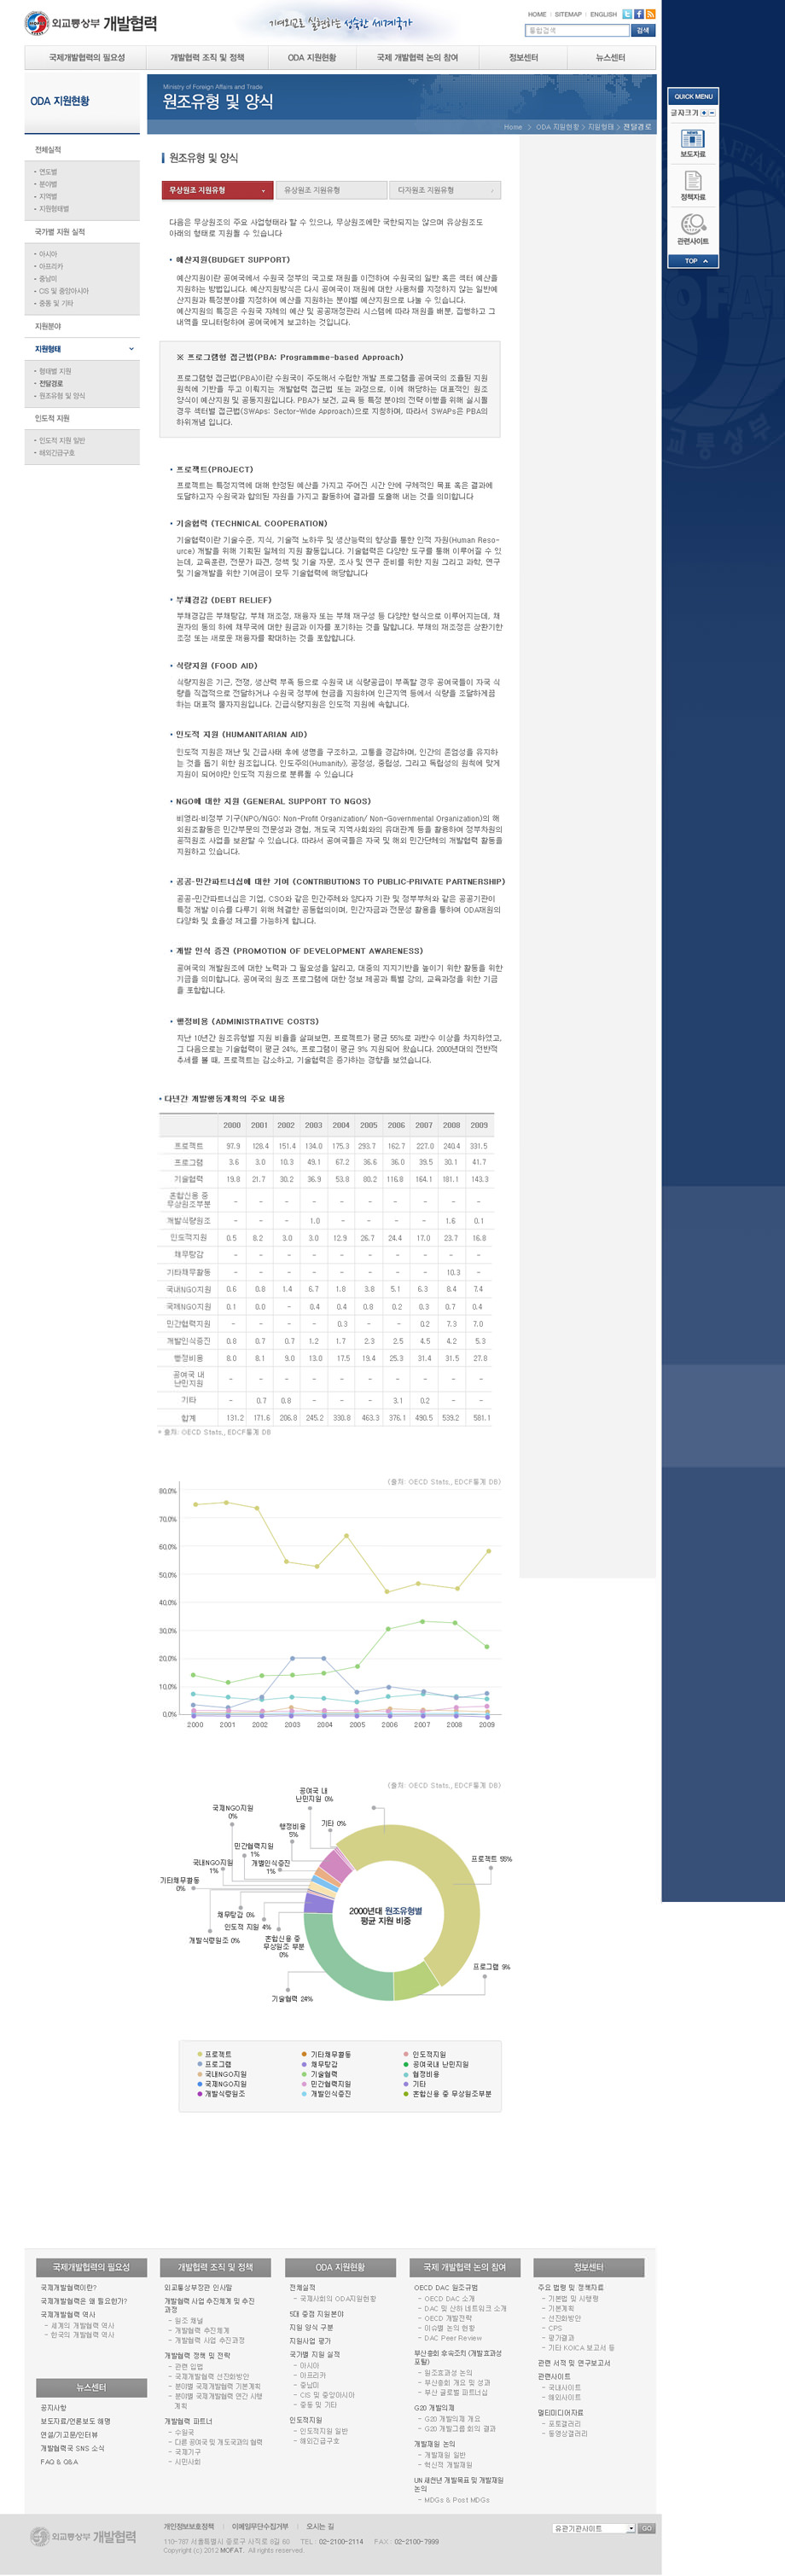 외교통상부 개발협력
기여외교로 실현하는 성숙한 세계국가
HOME | SITEMAP | ENGLISH
통합검색 검색
국제개발협력의 필요성 개발협력 조직 및 정책 ODA 지원현황 국제 개발협력 논의 참여 정보센터 뉴스센터
ODA 지원현황
Ministry of Foreign Affairs and Trade
원조유형 및 양식
Home > ODA 지원현황 > 지원형태 > 전달경로
QUICK MENU
글자크기
보도자료
정책자료
관련사이트
TOP
전체실적
연도별
분야별
지역별
지원형태별
국가별 지원 실적
아시아
아프리카
중남미
CIS 및 중앙아시아
중동 및 기타
지원분야
지원형태
형태별 지원
전달경로
원조유형 및 양식
인도적 지원
인도적 지원 일반
해외긴급구호
원조유형 및 양식
무상원조 지원유형 유상원조 지원유형 다자원조 지원유형
다음은 무상원조의 주요 사업형태라 할 수 있으나, 무상원조에만 국한되지는 않으며 유상원조도
아래의 형태로 지원될 수 있습니다
• 예산지원(BUDGET SUPPORT)
예산지원이란 공여국에서 수원국 정부의 국고로 재원을 이전하여 수원국의 일반 혹은 섹터 예산을
지원하는 방법입니다. 예산지원방식은 다시 공여국이 재원에 대한 사용처를 지정하지 않는 일반예
산지원과 특정분야를 지정하여 예산을 지원하는 분야별 예산지원으로 나눌 수 있습니다.
예산지원의 특징은 수원국 자체의 예산 및 공공재정관리 시스템에 따라 재원을 배분, 집행하고 그
내역을 모니터링하여 공여국에게 보고하는 것입니다.
※ 프로그램형 접근법(PBA: Programmme-based Approach)
프로그램형 접근법(PBA)이란 수원국이 주도해서 수립한 개발 프로그램을 공여국의 조율된 지원
원칙에 기반을 두고 이뤄지는 개발협력 접근법 또는 과정으로, 이에 해당하는 대표적인 원조
양식이 예산지원 및 공동지원입니다. PBA가 보건, 교육 등 특정 분야의 전략 이행을 위해 실시될
경우 섹터별 접근법(SWAps: Sector-Wide Approach)으로 지칭하며, 따라서 SWAPs은 PBA의
하위개념 입니다.
• 프로젝트(PROJECT)
프로젝트는 특정지역에 대해 한정된 예산을 가지고 주어진 시간 안에 구체적인 목표 혹은 결과에
도달하고자 수원국과 합의된 자원을 가지고 활동하여 결과를 도출해 내는 것을 의미합니다
• 기술협력 (TECHNICAL COOPERATION)
기술협력이란 기술수준, 지식, 기술적 노하우 및 생산능력의 향상을 통한 인적 자원(Human Reso-
urce) 개발을 위해 기획된 일체의 지원 활동입니다. 기술협력은 다양한 도구를 통해 이루어질 수 있
는데, 교육훈련, 전문가 파견, 정책 및 기술 자문, 조사 및 연구 준비를 위한 지원 그리고 과학, 연구
및 기술개발을 위한 기여금이 모두 기술협력에 해당합니다
• 부채경감 (DEBT RELIEF)
부채경감은 부채탕감, 부채 재조정, 채용자 또는 부채 재구성 등 다양한 형식으로 이루어지는데, 채
권자의 동의 하에 채무국에 대한 원금과 이자를 포기하는 것을 말합니다. 부채의 재조정은 상환기한
조정 또는 새로운 재융자를 확대하는 것을 포함합니다.
• 식량지원 (FOOD AID)
식량지원은 기근, 전쟁, 생산력 부족 등으로 수원국 내 식량공급이 부족할 경우 공여국들이 자국 식
량을 직접적으로 전달하거나 수원국 정부에 현금을 지원하여 인근지역 등에서 식량을 조달하게끔
하는 대표적 물자지원입니다. 긴급식량지원은 인도적 지원에 속합니다.
• 인도적 지원 (HUMANITARIAN AID)
인도적 지원은 재난 및 긴급사태 후에 생명을 구조하고, 고통을 경감하며, 인간의 존엄성을 유지하
는 것을 돕기 위한 원조입니다. 인도주의(Humanity), 공정성, 중립성, 그리고 독립성의 원칙에 맞게
지원이 되어야만 인도적 지원으로 분류될 수 있습니다
• NGO에 대한 지원 (GENERAL SUPPORT TO NGOS)
비영리·비정부 기구(NPO/NGO: Non-Profit Organization/ Non-Governmental Organization)의 해
외원조활동은 민간부문의 전문성과 경험, 개도국 지역사회와의 유대관계 등을 활용하여 정부차원의
공적원조 사업을 보완할 수 있습니다. 따라서 공여국들은 자국 및 해외 민간단체의 개발협력 활동을
지원하고 있습니다.
• 공공-민간파트너십에 대한 기여 (CONTRIBUTIONS TO PUBLIC-PRIVATE PARTNERSHIP)
공공-민간파트너십은 기업, CSO와 같은 민간주체와 양다자 기관 및 정부부처와 같은 공공기관이
특정 개발 이슈를 다루기 위해 체결한 공동협의이며, 민간자금과 전문성 활용을 통하여 ODA재원의
다양화 및 효율성 제고를 가능하게 합니다.
• 개발 인식 증진 (PROMOTION OF DEVELOPMENT AWARENESS)
공여국의 개발원조에 대한 노력과 그 필요성을 알리고, 대중의 지지기반을 높이기 위한 활동을 위한
기금을 의미합니다. 공여국의 원조 프로그램에 대한 정보 제공과 특별 강의, 교육과정을 위한 기금
을 포함합니다.
• 행정비용 (ADMINISTRATIVE COSTS)
지난 10년간 원조유형별 지원 비율을 살펴보면, 프로젝트가 평균 55%로 과반수 이상을 차지하였고,
그 다음으로는 기술협력이 평균 24%, 프로그램이 평균 9% 지원되어 왔습니다. 2000년대의 전반적
추세를 볼 때, 프로젝트는 감소하고, 기술협력은 증가하는 경향을 보였습니다.
• 다년간 개발행동계획의 주요 내용
2000 2001 2002 2003 2004 2005 2006 2007 2008 2009
프로젝트 97.9 128.4 151.4 134.0 175.3 293.7 162.7 227.0 240.4 331.5
프로그램 3.6 3.0 10.3 49.1 67.2 36.6 36.0 39.5 30.1 41.7
기술협력 19.8 21.7 30.2 36.9 53.8 80.2 116.8 164.1 181.1 143.3
혼합신용 중
무상원조부분 - - - - - - - - - -
개발식량원조 - - - 1.0 - - - - 1.6 0.1
인도적지원 0.5 8.2 3.0 3.0 12.9 26.7 24.4 17.0 23.7 16.8
채무탕감 - - - - - - - - - -
기타채무활동 - - - - - - - - 10.3 -
국내NGO지원 0.6 0.8 1.4 6.7 1.8 3.8 5.1 6.3 8.4 7.4
국제NGO지원 0.1 0.0 - 0.4 0.4 0.8 0.2 0.3 0.7 0.4
민간협력지원 - - - - 0.3 - - 0.2 7.3 7.0
개발인식증진 0.8 0.7 0.7 1.2 1.7 2.3 2.5 4.5 4.2 5.3
행정비용 8.0 8.1 9.0 13.0 17.5 19.4 25.3 31.4 31.5 27.8
공여국 내
난민지원 - - - - - - - - - -
기타 - 0.7 0.8 - - - 3.1 0.2 - -
합계 131.2 171.6 206.8 245.2 330.8 463.3 376.1 490.5 539.2 581.1
* 출처: OECD Stats., EDCF통계 DB
(출처: OECD Stats., EDCF통계 DB)
80.0%
70.0%
60.0%
50.0%
40.0%
30.0%
20.0%
10.0%
0.0%
2000 2001 2002 2003 2004 2005 2006 2007 2008 2009
(출처: OECD Stats., EDCF통계 DB)
공여국 내
난민지원 0%
국제NGO지원
0%
기타 0%
행정비용
5%
민간협력지원
1%
프로젝트 55%
국내NGO지원
1%
개별인식증진
1%
기타채무활동
0%
2000년대 원조유형별
평균 지원 비중
채무탕감 0%
인도적 지원 4%
개발식량원조 0%
혼합신용 중
무상원조 부분
0%
프로그램 9%
기술협력 24%
프로젝트 기타채무활동 인도적지원
프로그램 채무탕감 공여국내 난민지원
국내NGO지원 기술협력 행정비용
국제NGO지원 민간협력지원 기타
개발식량원조 개발인식증진 혼합신용 중 무상원조부분
국제개발협력의 필요성
국제개발협력이란?
국제개발협력은 왜 필요한가?
국제개발협력 역사
- 세계의 개발협력 역사
- 한국의 개발협력 역사
뉴스센터
공지사항
보도자료/언론보도 해명
연설/기고문/인터뷰
개발협력국 SNS 소식
FAQ & Q&A
개발협력 조직 및 정책
외교통상부장관 인사말
개발협력 사업 추진체계 및 추진
과정
- 원조 채널
- 개발협력 추진체계
- 개발협력 사업 추진과정
개발협력 정책 및 전략
- 관련 입법
- 국제개발협력 선진화방안
- 분야별 국제개발협력 기본계획
- 분야별 국제개발협력 연간 시행
계획
개발협력 파트너
- 수원국
- 다른 공여국 및 개도국과의 협력
- 국제기구
- 시민사회
ODA 지원현황
전체실적
- 국제사회의 ODA지원현황
5대 중점 지원분야
지원 양식 구분
지원사업 평가
국가별 지원 실적
- 아시아
- 아프리카
- 중남미
- CIS 및 중앙아시아
- 중동 및 기타
인도적지원
- 인도적지원 일반
- 해외긴급구호
국제 개발협력 논의 참여
OECD DAC 원조규범
- OECD DAC 소개
- DAC 및 산하 네트워크 소개
- OECD 개발전략
- 이슈별 논의 현황
- DAC Peer Review
부산총회 후속조치 (개발효과성
포럼)
- 원조효과성 논의
- 부산총회 개요 및 성과
- 부산 글로벌 파트너십
G20 개발의제
- G20 개발의제 개요
- G20 개발그룹 회의 결과
개발재원 논의
- 개발재원 일반
- 혁신적 개발재원
UN 새천년 개발목표 및 개발재원
논의
- MDGs & Post MDGs
정보센터
주요 법령 및 정책자료
- 기본법 및 시행령
- 기본계획
- 선진화방안
- CPS
- 평가결과
- 기타 KOICA 보고서 등
관련 서적 및 연구보고서
관련사이트
- 국내사이트
- 해외사이트
멀티미디어자료
- 포토갤러리
- 동영상갤러리
외교통상부 개발협력
개인정보보호정책 | 이메일무단수집거부 | 오시는 길
110-787 서울특별시 종로구 사직로 8길 60 TEL : 02-2100-2114 FAX : 02-2100-7999
Copyright (c) 2012 MOFAT. All rights reserved.
유관기관사이트 GO